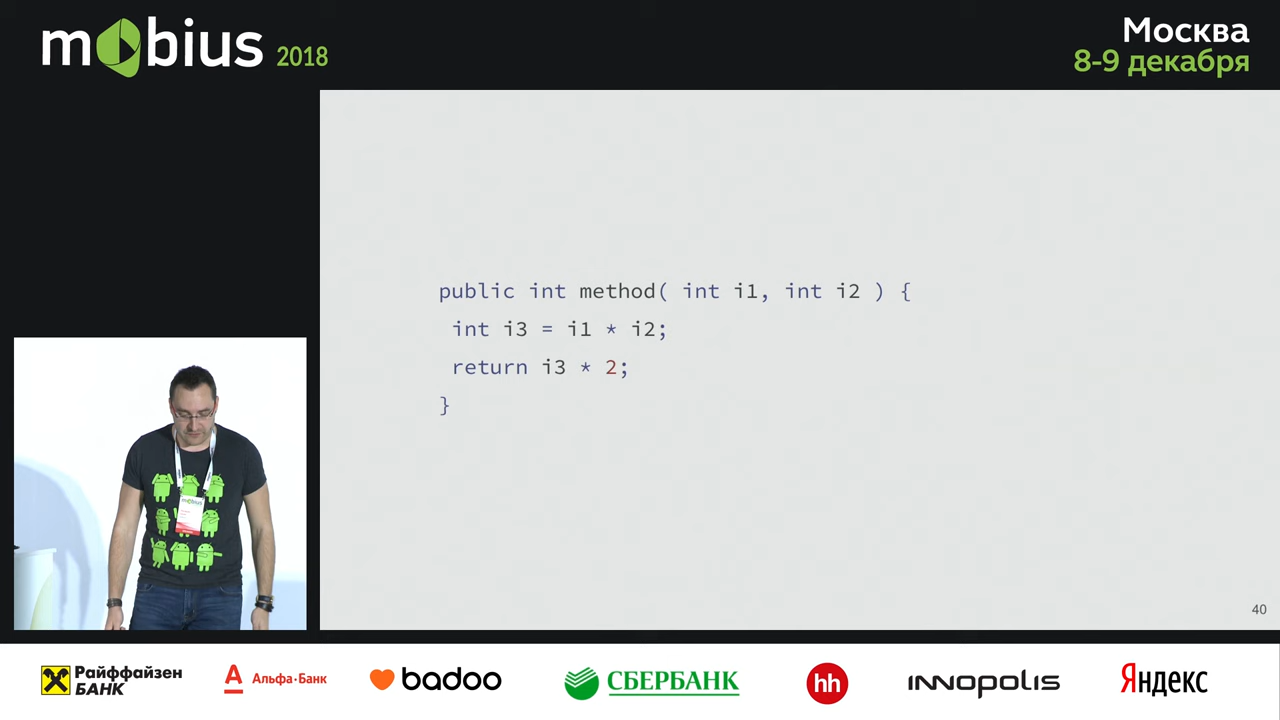 mobius 2018
Москва
8-9 декабря
public int method( int i1, int i2 ) {
int i3 = i1 * i2;
return i3 * 2;
}
mobius
40
Райффайзен
БАНК
А
Альфа·Банк
badoo
СБЕРБАНК
hh
INNOPOLIS
Яндекс